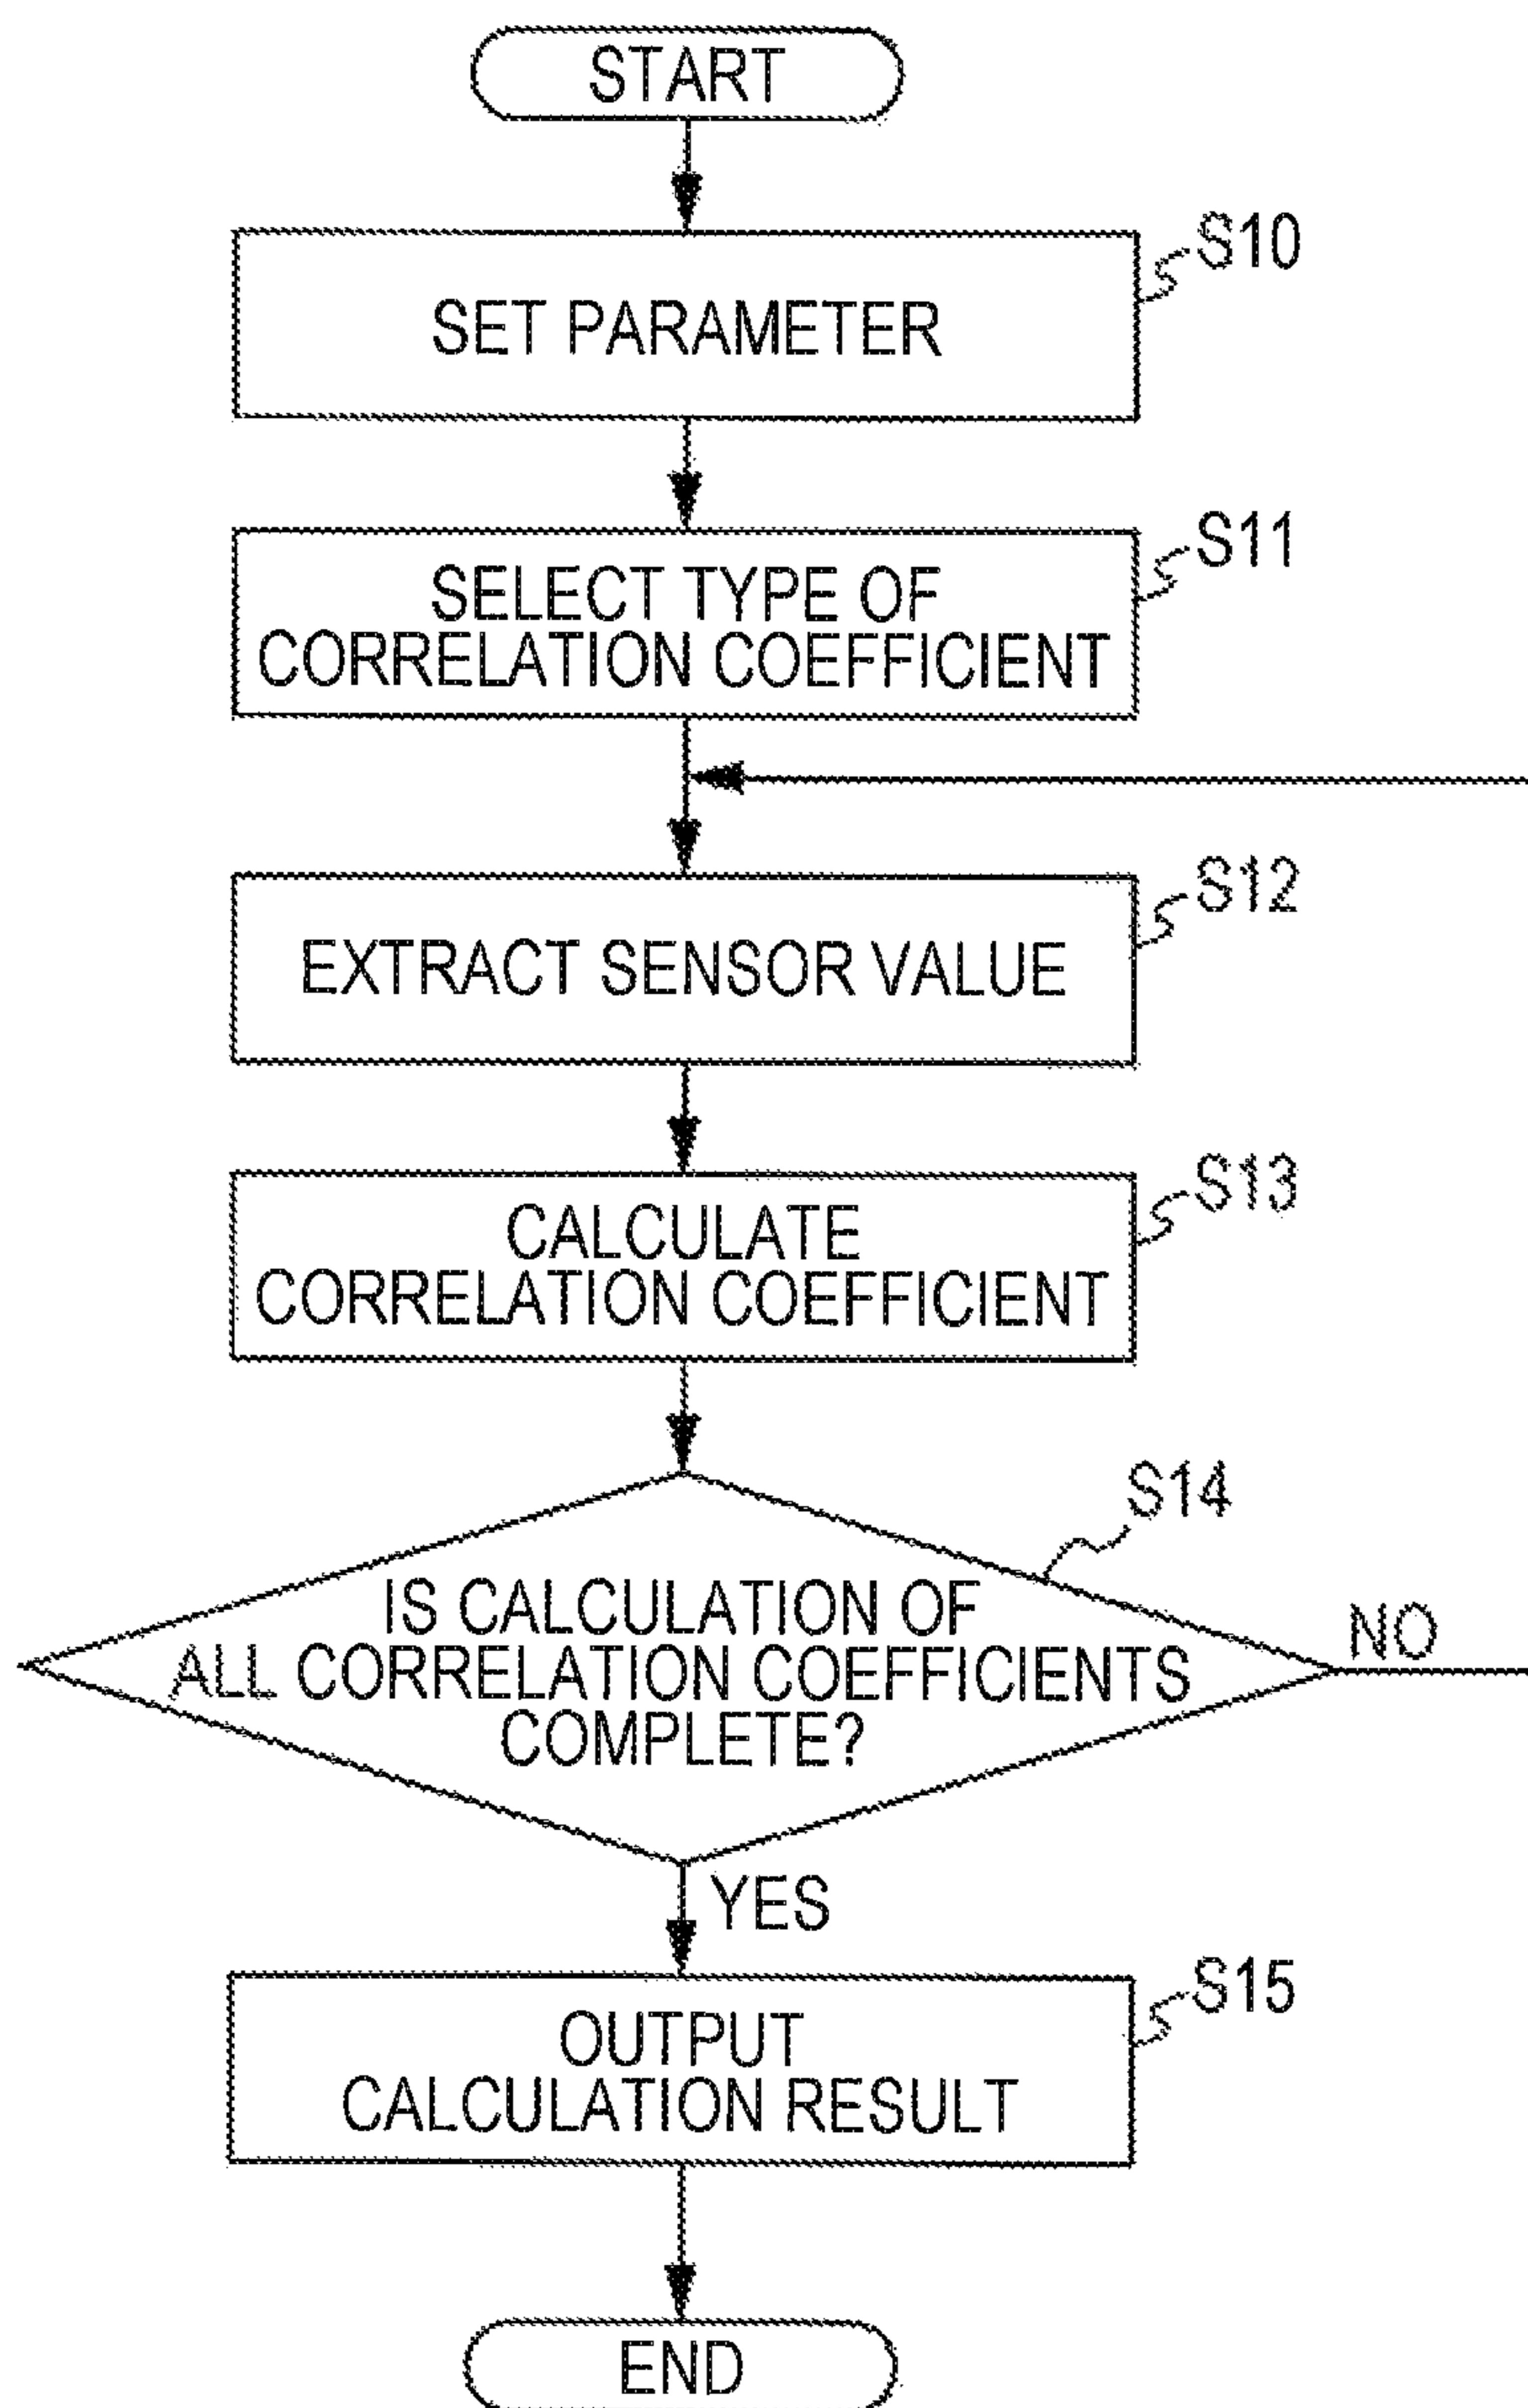 START
S10
SET PARAMETER
S11
SELECT TYPE OF
CORRELATION COEFFICIENT
S12
EXTRACT SENSOR VALUE
S13
CALCULATE
CORRELATION COEFFICIENT
S14
IS CALCULATION OF
ALL CORRELATION COEFFICIENTS
COMPLETE?
NO
YES
S15
OUTPUT
CALCULATION RESULT
END